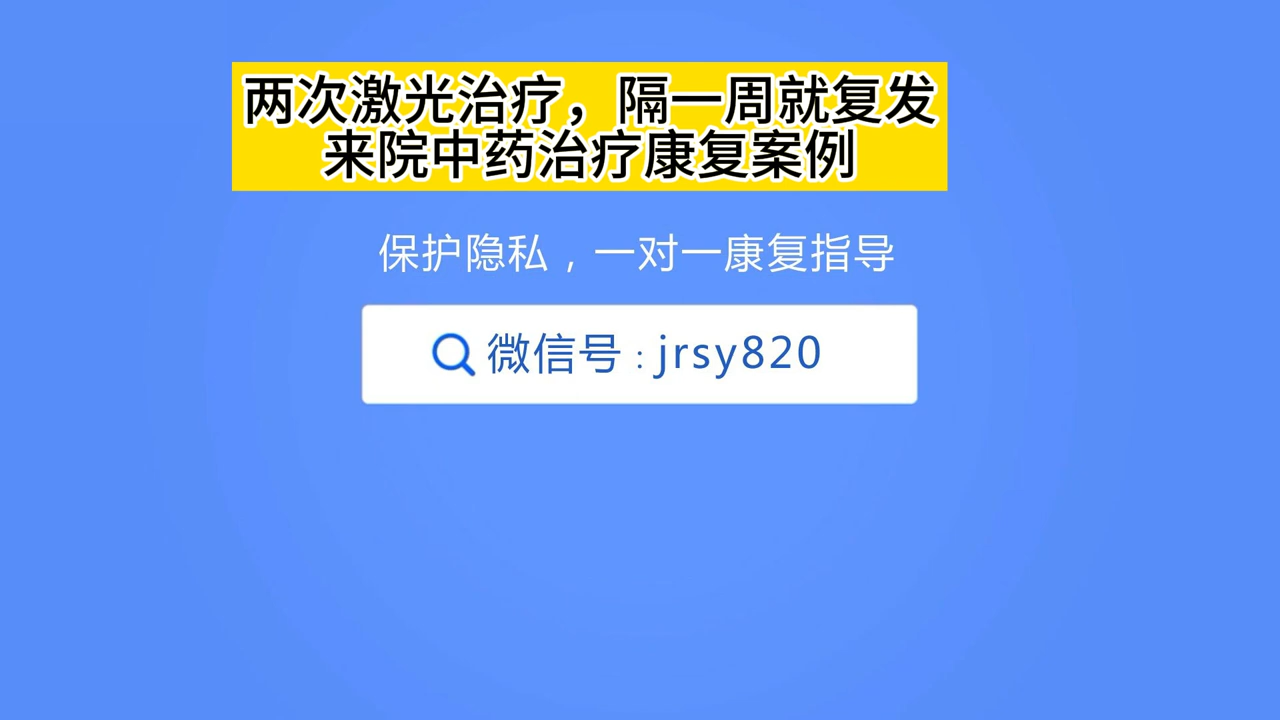 两次激光治疗，隔一周就复发
来院中药治疗康复案例
保护隐私，一对一康复指导
微信号:jrsy820